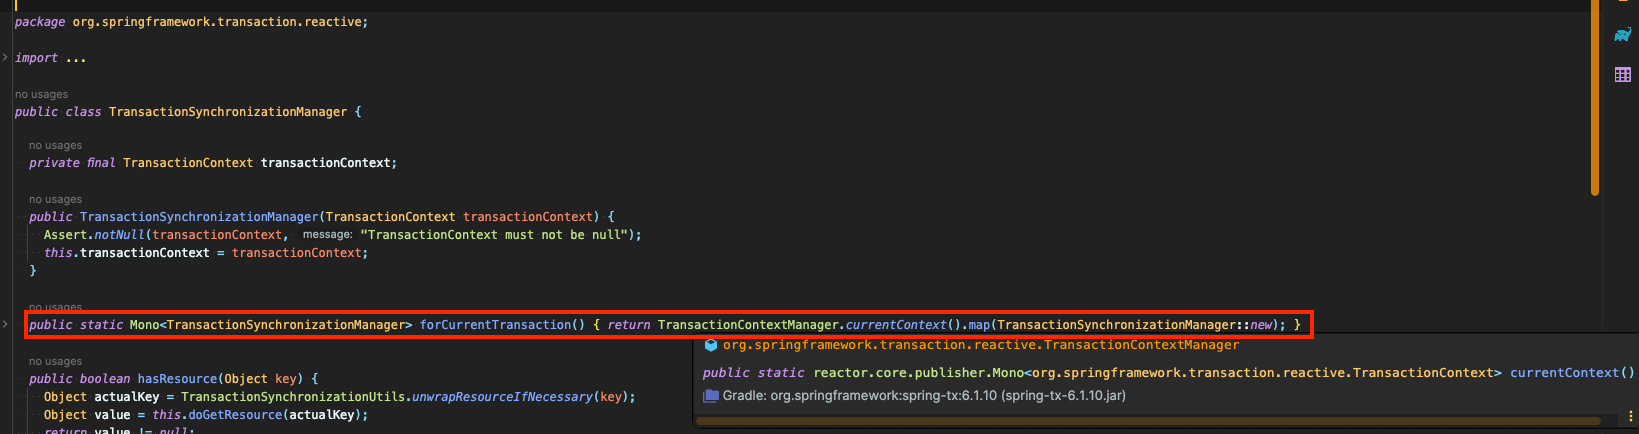 package org.springframework.transaction.reactive;
import ...
no usages
public class TransactionSynchronizationManager {
no usages
private final TransactionContext transactionContext;
no usages
public TransactionSynchronizationManager(TransactionContext transactionContext) {
Assert.notNull(transactionContext, message: "TransactionContext must not be null");
this.transactionContext = transactionContext;
}
no usages
public static Mono<TransactionSynchronizationManager> forCurrentTransaction() { return TransactionContextManager.currentContext().map(TransactionSynchronizationManager::new); }
org.springframework.transaction.reactive.TransactionContextManager
public static reactor.core.publisher.Mono<org.springframework.transaction.reactive.TransactionContext> currentContext()
Gradle: org.springframework:spring-tx:6.1.10 (spring-tx-6.1.10.jar)
no usages
public boolean hasResource(Object key) {
Object actualKey = TransactionSynchronizationUtils.unwrapResourceIfNecessary(key);
Object value = this.doGetResource(actualKey);
return value != null;